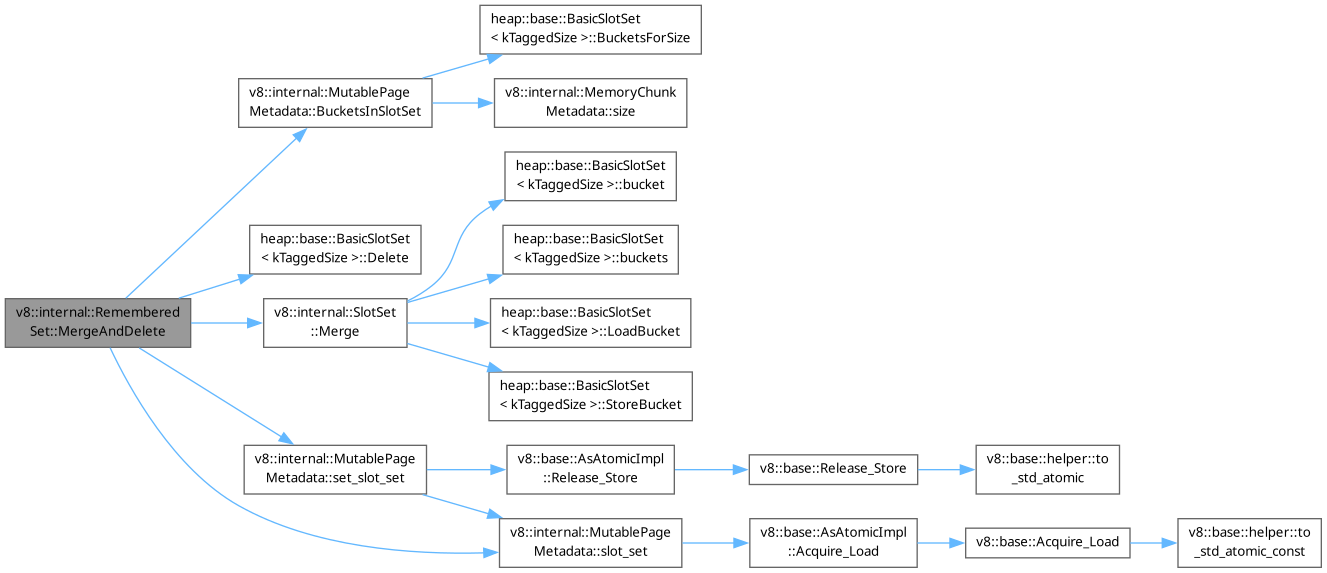 heap::base::BasicSlotSet
< kTaggedSize >::BucketsForSize
v8::internal::MutablePage
Metadata::BucketsInSlotSet
v8::internal::MemoryChunk
Metadata::size
heap::base::BasicSlotSet
< kTaggedSize >::bucket
heap::base::BasicSlotSet
< kTaggedSize >::Delete
heap::base::BasicSlotSet
< kTaggedSize >::buckets
v8::internal::Remembered
Set::MergeAndDelete
v8::internal::SlotSet
::Merge
heap::base::BasicSlotSet
< kTaggedSize >::LoadBucket
heap::base::BasicSlotSet
< kTaggedSize >::StoreBucket
v8::internal::MutablePage
Metadata::set_slot_set
v8::base::AsAtomicImpl
::Release_Store
v8::base::Release_Store
v8::base::helper::to
_std_atomic
v8::internal::MutablePage
Metadata::slot_set
v8::base::AsAtomicImpl
::Acquire_Load
v8::base::Acquire_Load
v8::base::helper::to
_std_atomic_const